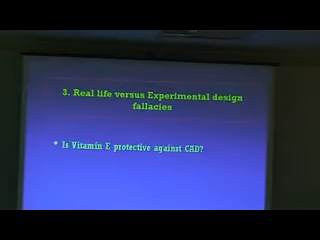 3. Real life versus Experimental design
fallacies
* Is Vitamin E protective against CAD?